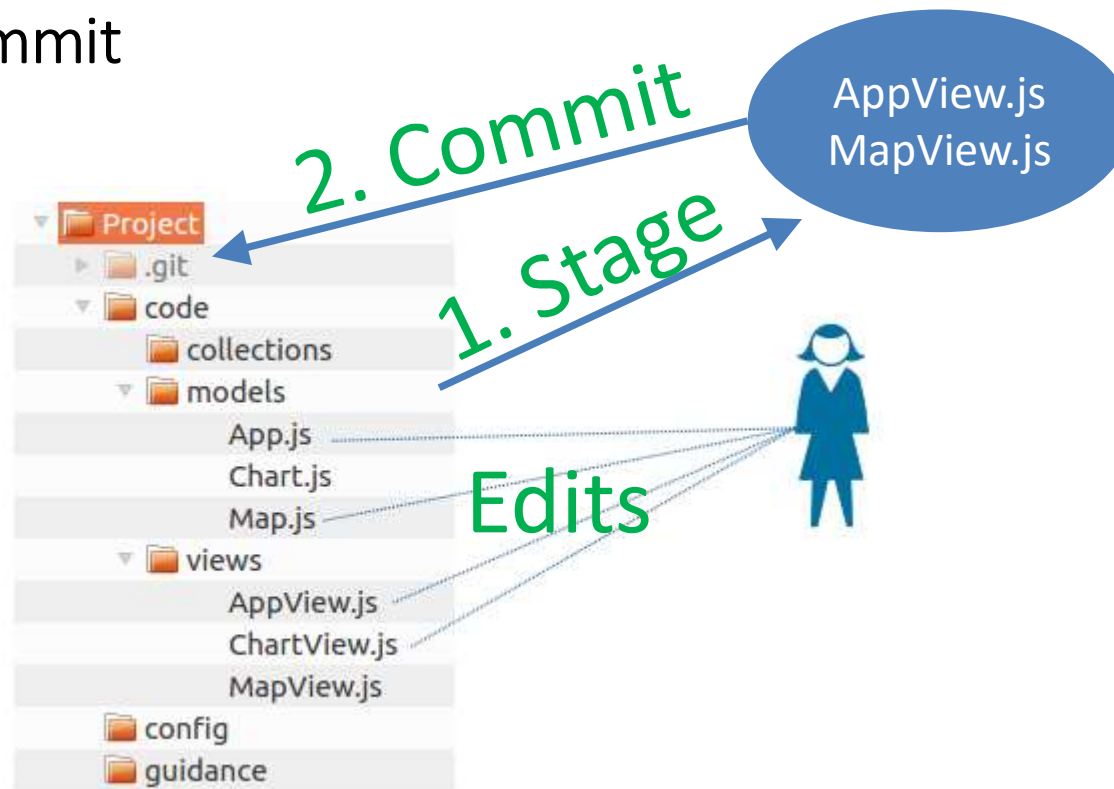 mmit
2. Commit
AppView.js
MapView.js
1. Stage
Project
.git
code
collections
models
App.js
Chart.js
Map.js
Edits
views
AppView.js
ChartView.js
MapView.js
config
guidance